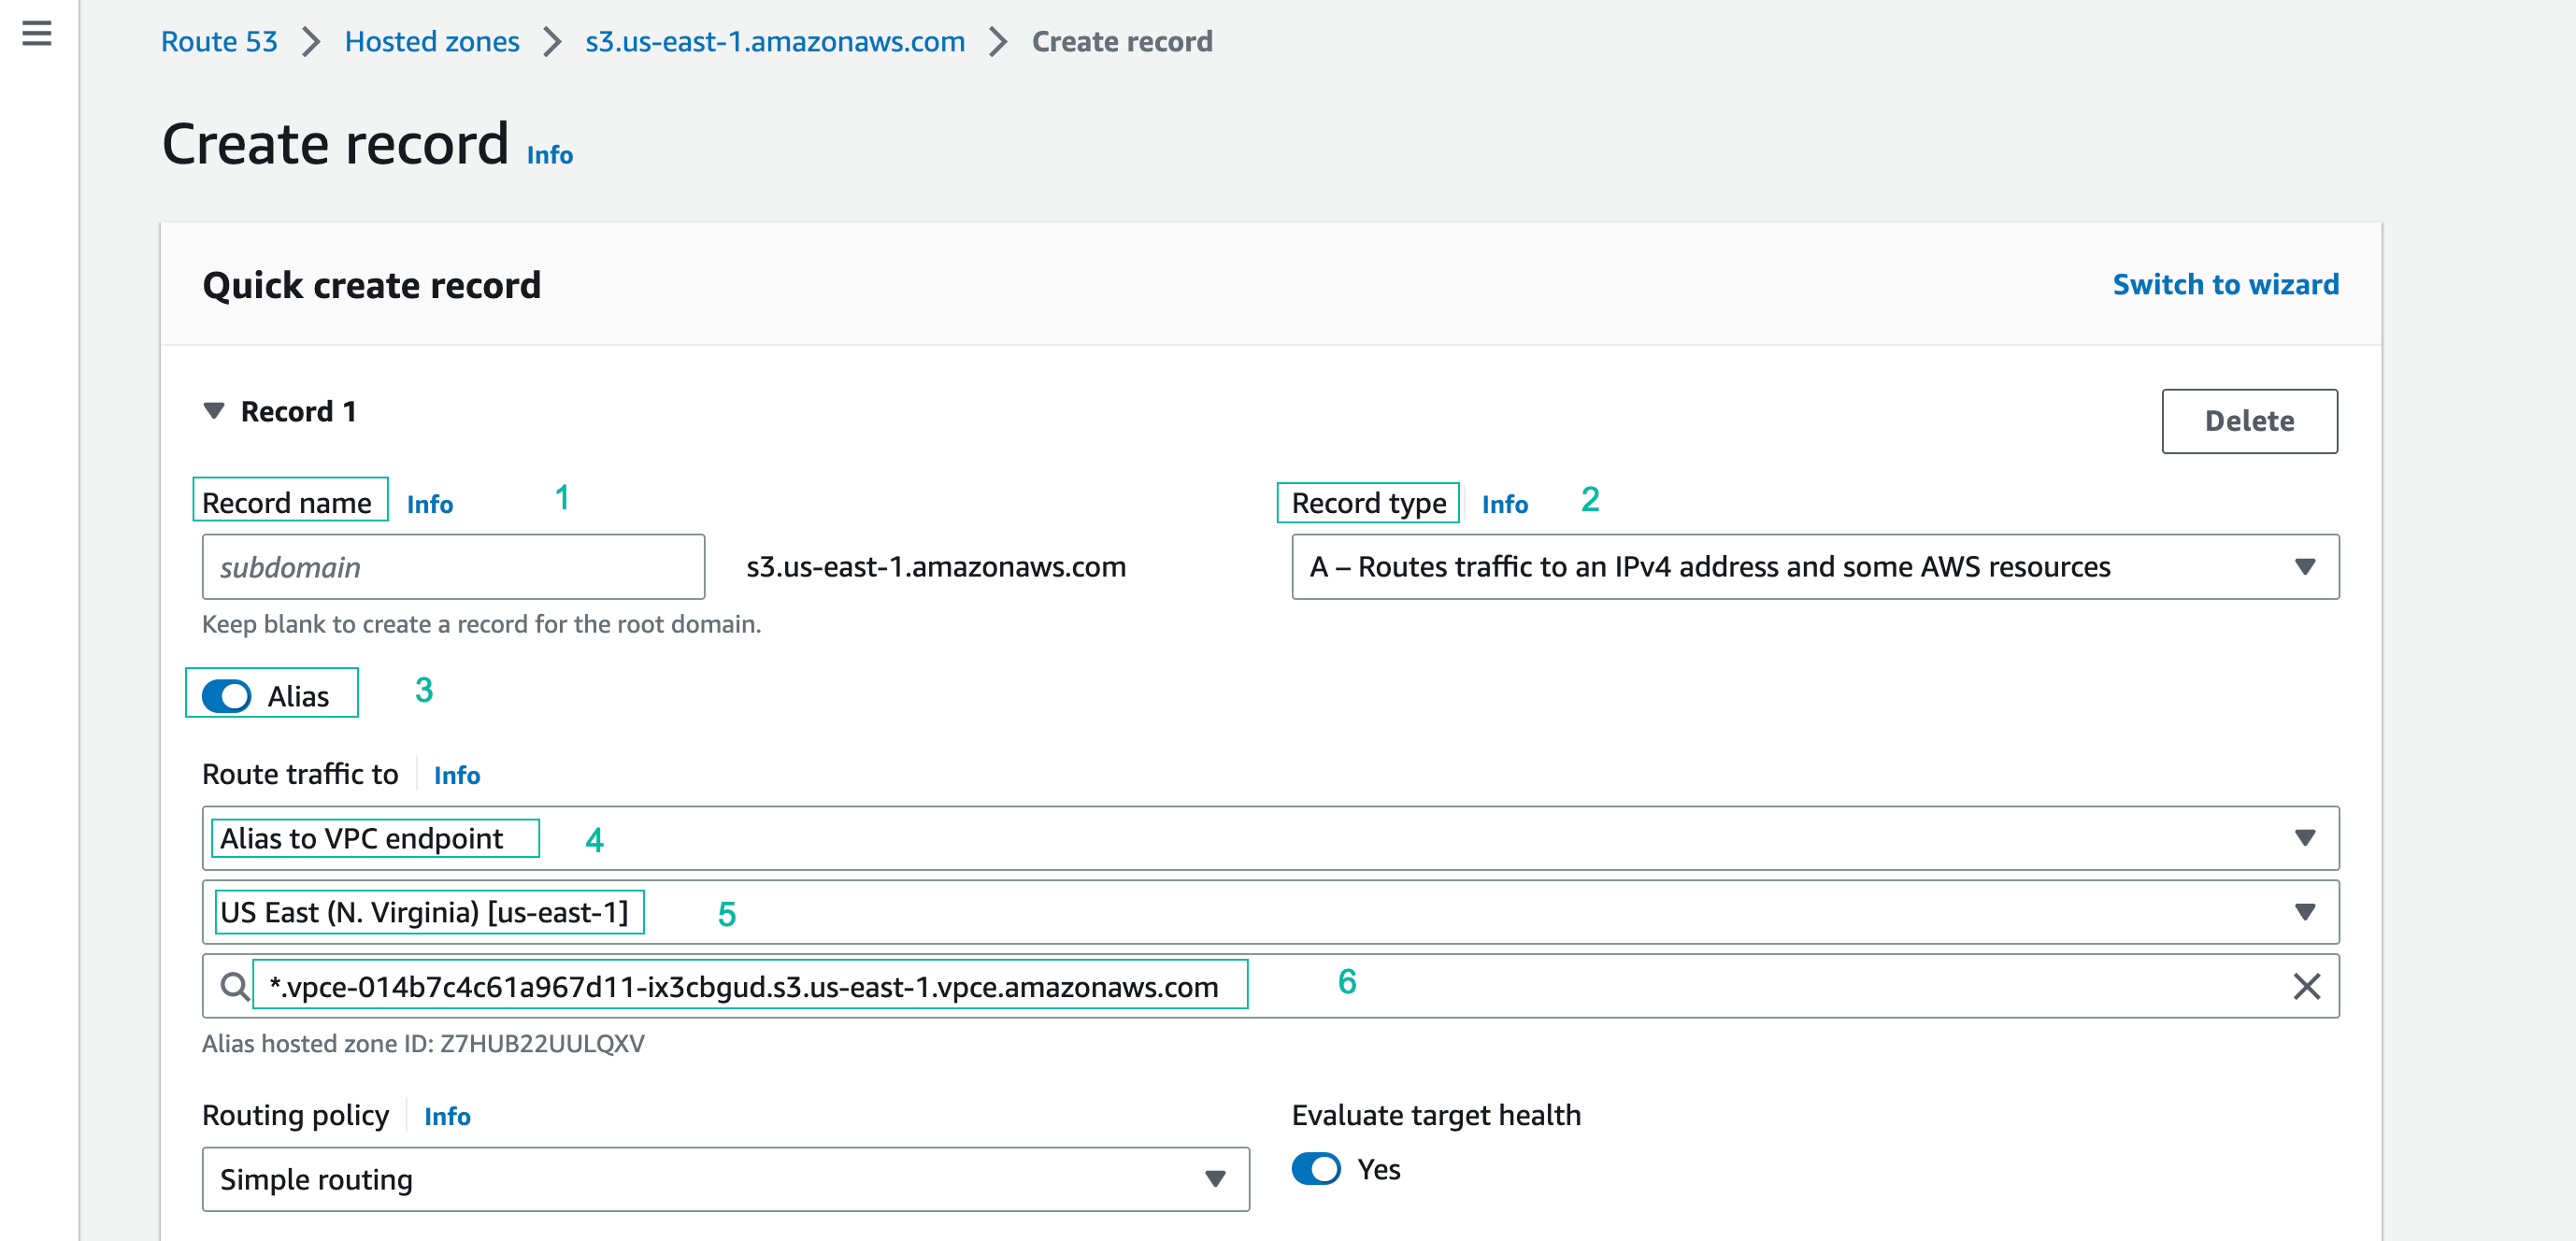 Route 53 > Hosted zones > s3.us-east-1.amazonaws.com > Create record
Create record Info
Quick create record Switch to wizard
Record 1
Delete
Record name Info 1 Record type Info 2
subdomain s3.us-east-1.amazonaws.com A – Routes traffic to an IPv4 address and some AWS resources
Keep blank to create a record for the root domain.
Alias 3
Route traffic to Info
Alias to VPC endpoint 4
US East (N. Virginia) [us-east-1] 5
*.vpce-014b7c4c61a967d11-ix3cbgud.s3.us-east-1.vpce.amazonaws.com 6
Alias hosted zone ID: Z7HUB22UULQXV
Routing policy Info Evaluate target health
Simple routing Yes